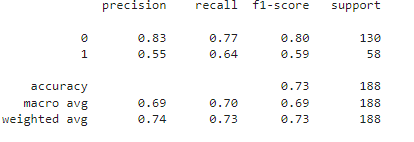 precision recall f1-score support
0 0.83 0.77 0.80 130
1 0.55 0.64 0.59 58
accuracy 0.73 188
macro avg 0.69 0.70 0.69 188
weighted avg 0.74 0.73 0.73 188